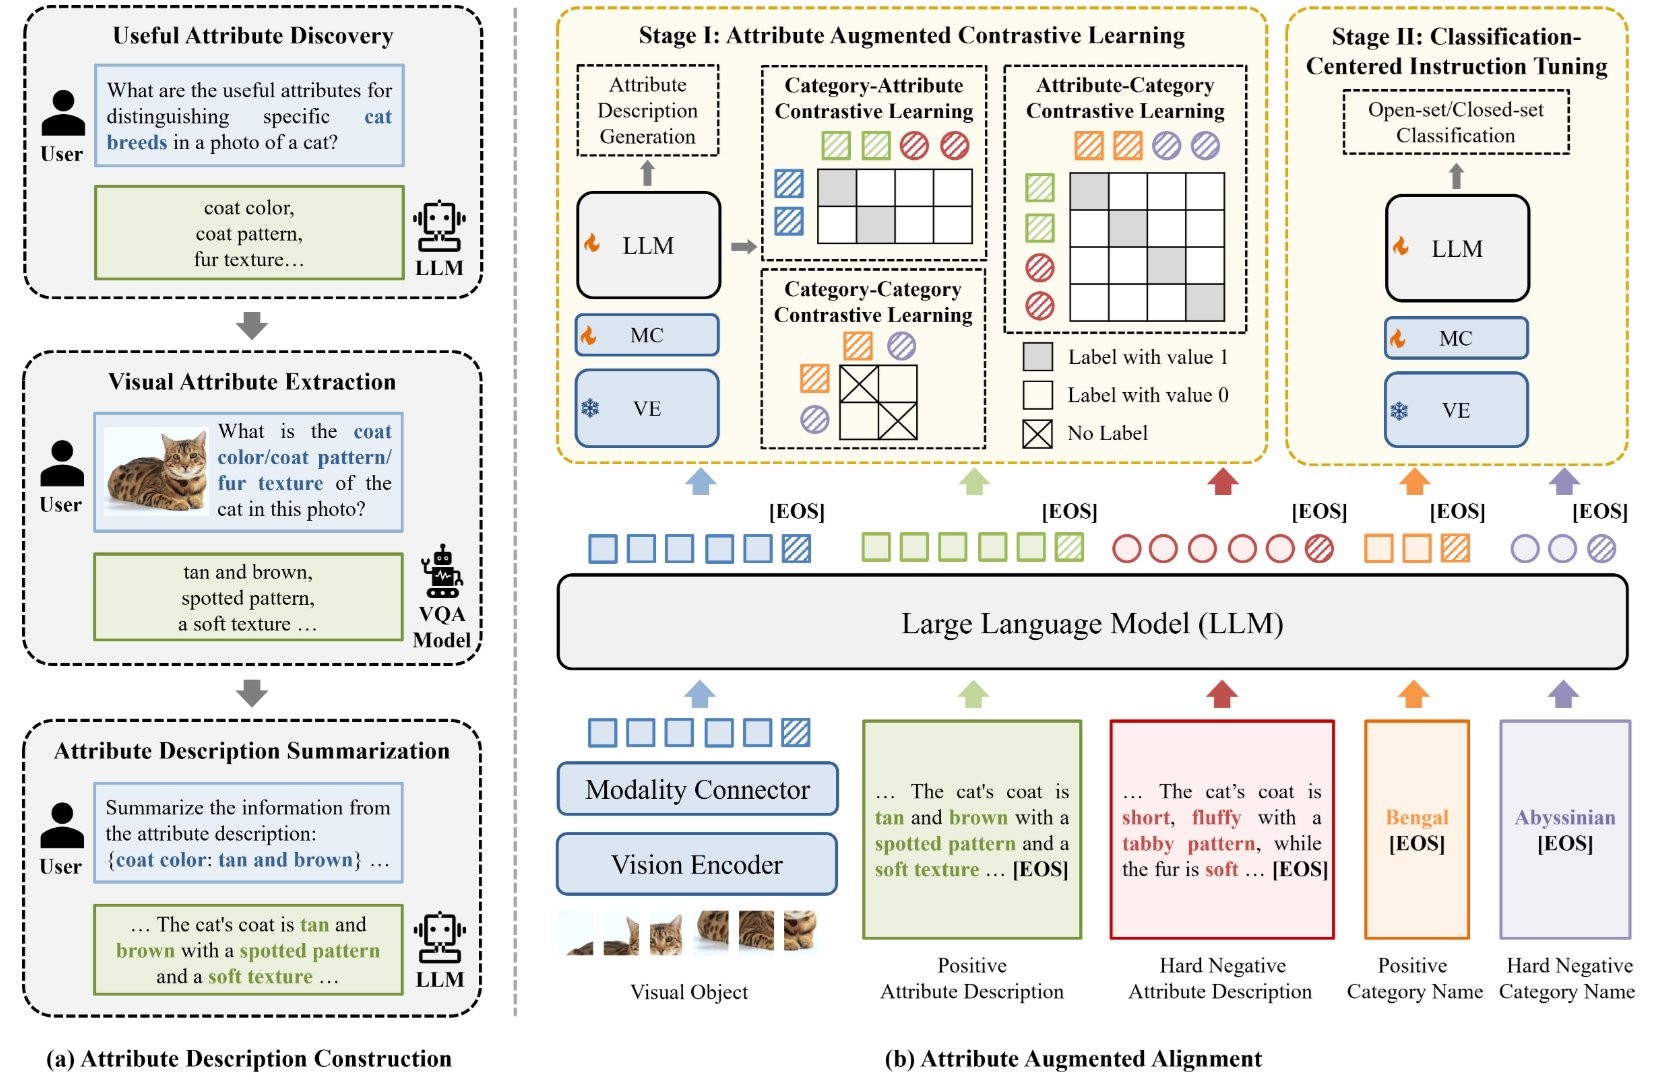 Useful Attribute Discovery
What are the useful attributes for
distinguishing specific cat
breeds in a photo of a cat?
User
coat color,
coat pattern,
fur texture…
LLM
Visual Attribute Extraction
What is the coat
color/coat pattern/
fur texture of the
cat in this photo?
User
tan and brown,
spotted pattern,
a soft texture …
VQA
Model
Attribute Description Summarization
Summarize the information from
the attribute description:
{coat color: tan and brown} …
User
… The cat's coat is tan and
brown with a spotted pattern
and a soft texture …
LLM
(a) Attribute Description Construction
Stage I: Attribute Augmented Contrastive Learning
Attribute
Description
Generation
LLM
MC
VE
Category-Attribute
Contrastive Learning
Category-Category
Contrastive Learning
Attribute-Category
Contrastive Learning
Label with value 1
Label with value 0
No Label
Stage II: Classification-
Centered Instruction Tuning
Open-set/Closed-set
Classification
LLM
MC
VE
[EOS]
[EOS]
[EOS]
[EOS]
[EOS]
Large Language Model (LLM)
Modality Connector
Vision Encoder
Visual Object
… The cat's coat is
tan and brown with a
spotted pattern and a
soft texture … [EOS]
Positive
Attribute Description
… The cat’s coat is
short, fluffy with a
tabby pattern, while
the fur is soft … [EOS]
Hard Negative
Attribute Description
Bengal
[EOS]
Positive
Category Name
Abyssinian
[EOS]
Hard Negative
Category Name
(b) Attribute Augmented Alignment